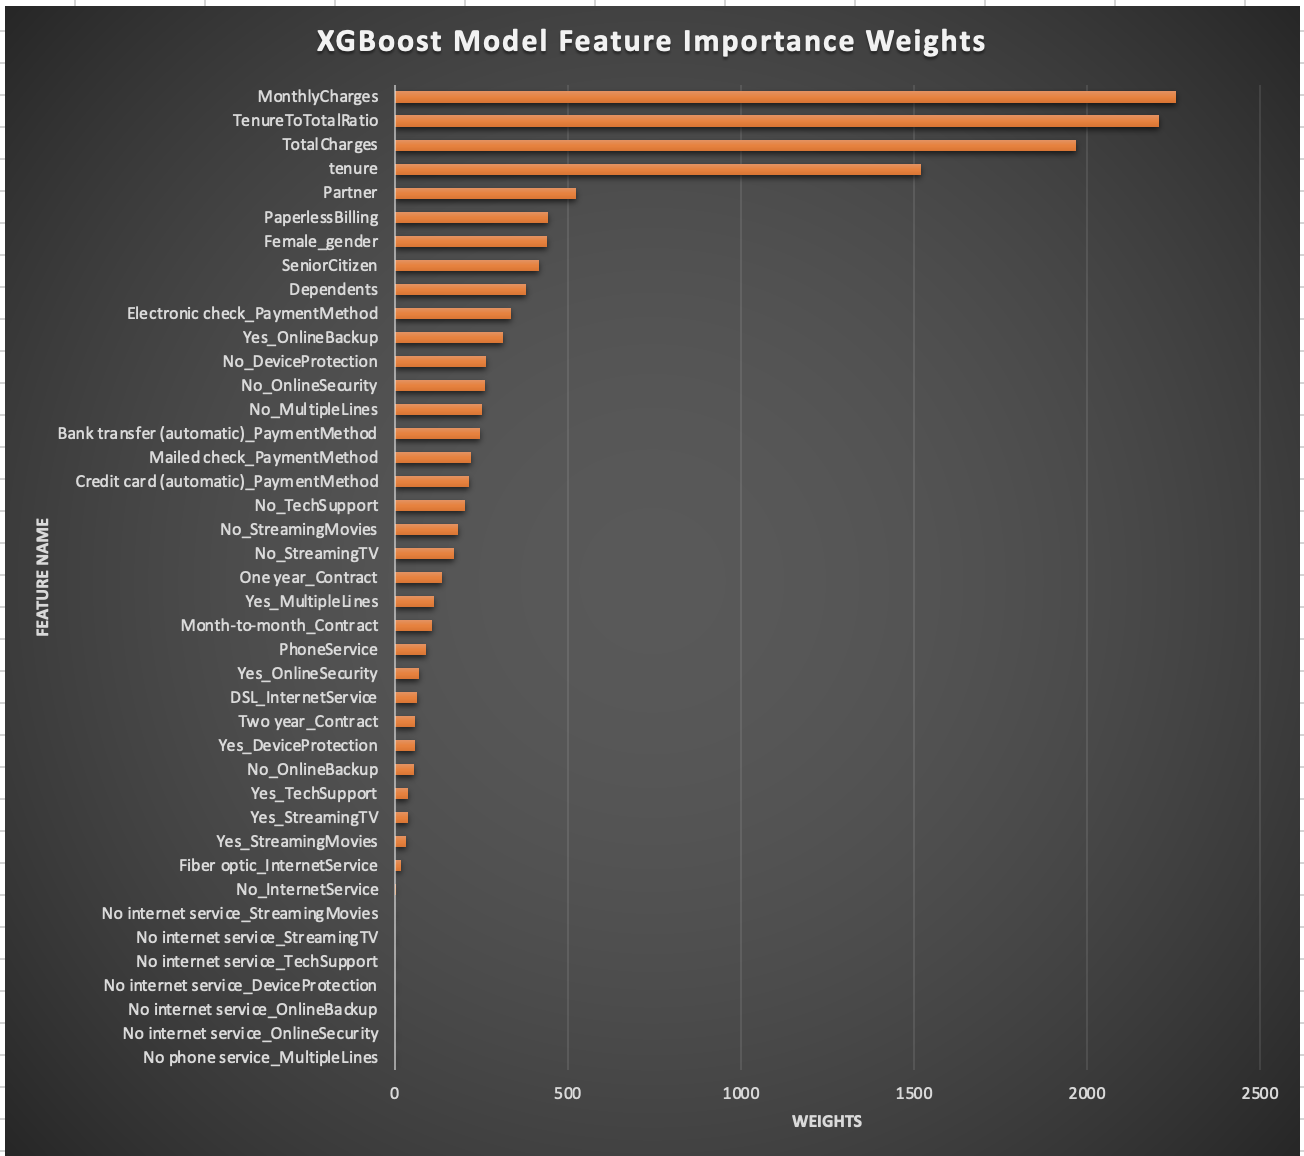 XGBoost Model Feature Importance Weights
MonthlyCharges
TenureToTotalRatio
TotalCharges
tenure
Partner
PaperlessBilling
Female_gender
SeniorCitizen
Dependents
Electronic check_PaymentMethod
Yes_OnlineBackup
No_DeviceProtection
No_OnlineSecurity
No_MultipleLines
Bank transfer (automatic)_PaymentMethod
Mailed check_PaymentMethod
Credit card (automatic)_PaymentMethod
No_TechSupport
No_StreamingMovies
No_StreamingTV
One year_Contract
Yes_MultipleLines
Month-to-month_Contract
PhoneService
Yes_OnlineSecurity
DSL_InternetService
Two year_Contract
Yes_DeviceProtection
No_OnlineBackup
Yes_TechSupport
Yes_StreamingTV
Yes_StreamingMovies
Fiber optic_InternetService
No_InternetService
No internet service_StreamingMovies
No internet service_StreamingTV
No internet service_TechSupport
No internet service_DeviceProtection
No internet service_OnlineBackup
No internet service_OnlineSecurity
No phone service_MultipleLines
FEATURE NAME
0 500 1000 1500 2000 2500
WEIGHTS